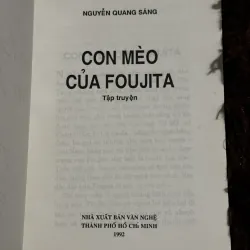 NGUYỄN QUANG SÁNG
CON MÈO
CỦA FOUJITA
Tập truyện
NHÀ XUẤT BẢN VĂN NGHỆ
THÀNH PHỐ HỒ CHÍ MINH
1992